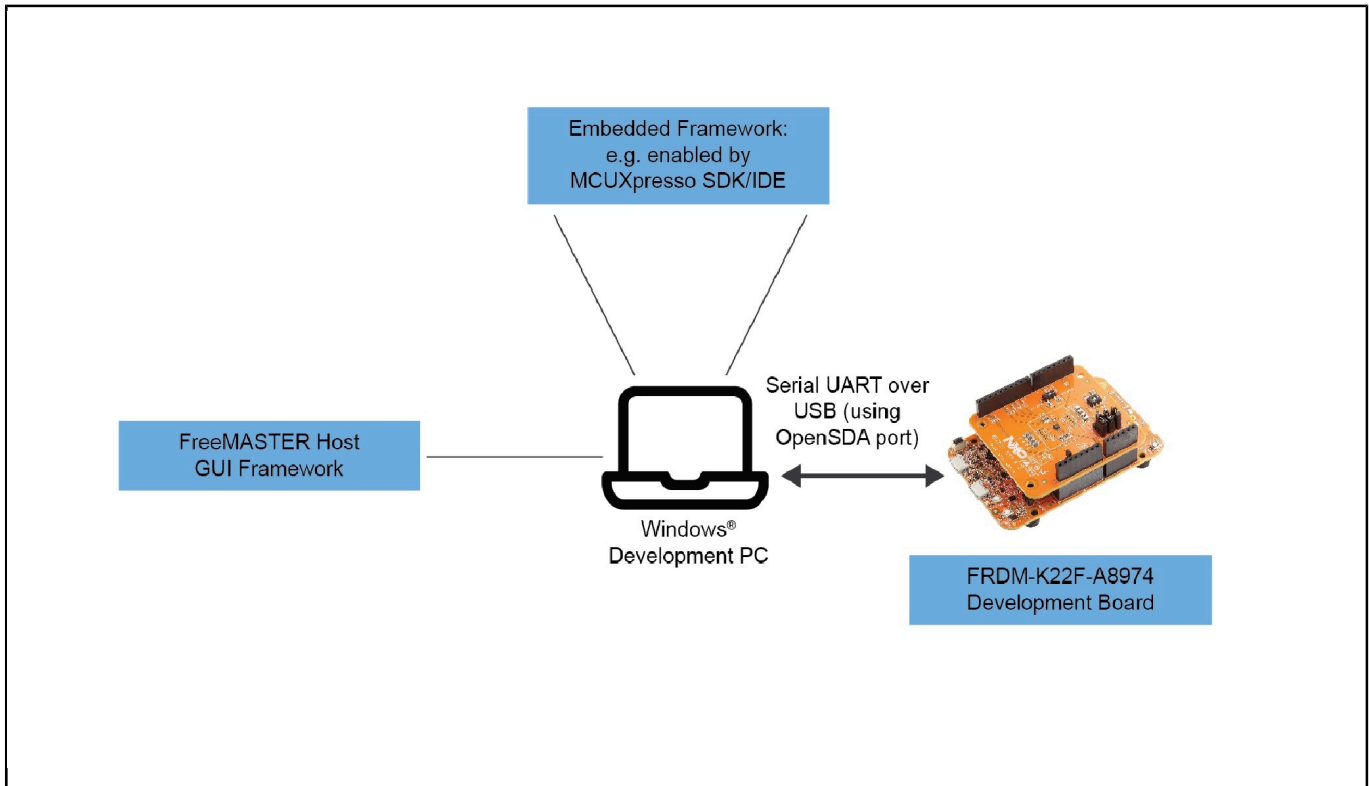 Embedded Framework:
e.g. enabled by
MCUXpresso SDK/IDE
Serial UART over
USB (using
OpenSDA port)
FreeMASTER Host
GUI Framework
Windows®
Development PC
NXP
FRDM-K22F-A8974
Development Board